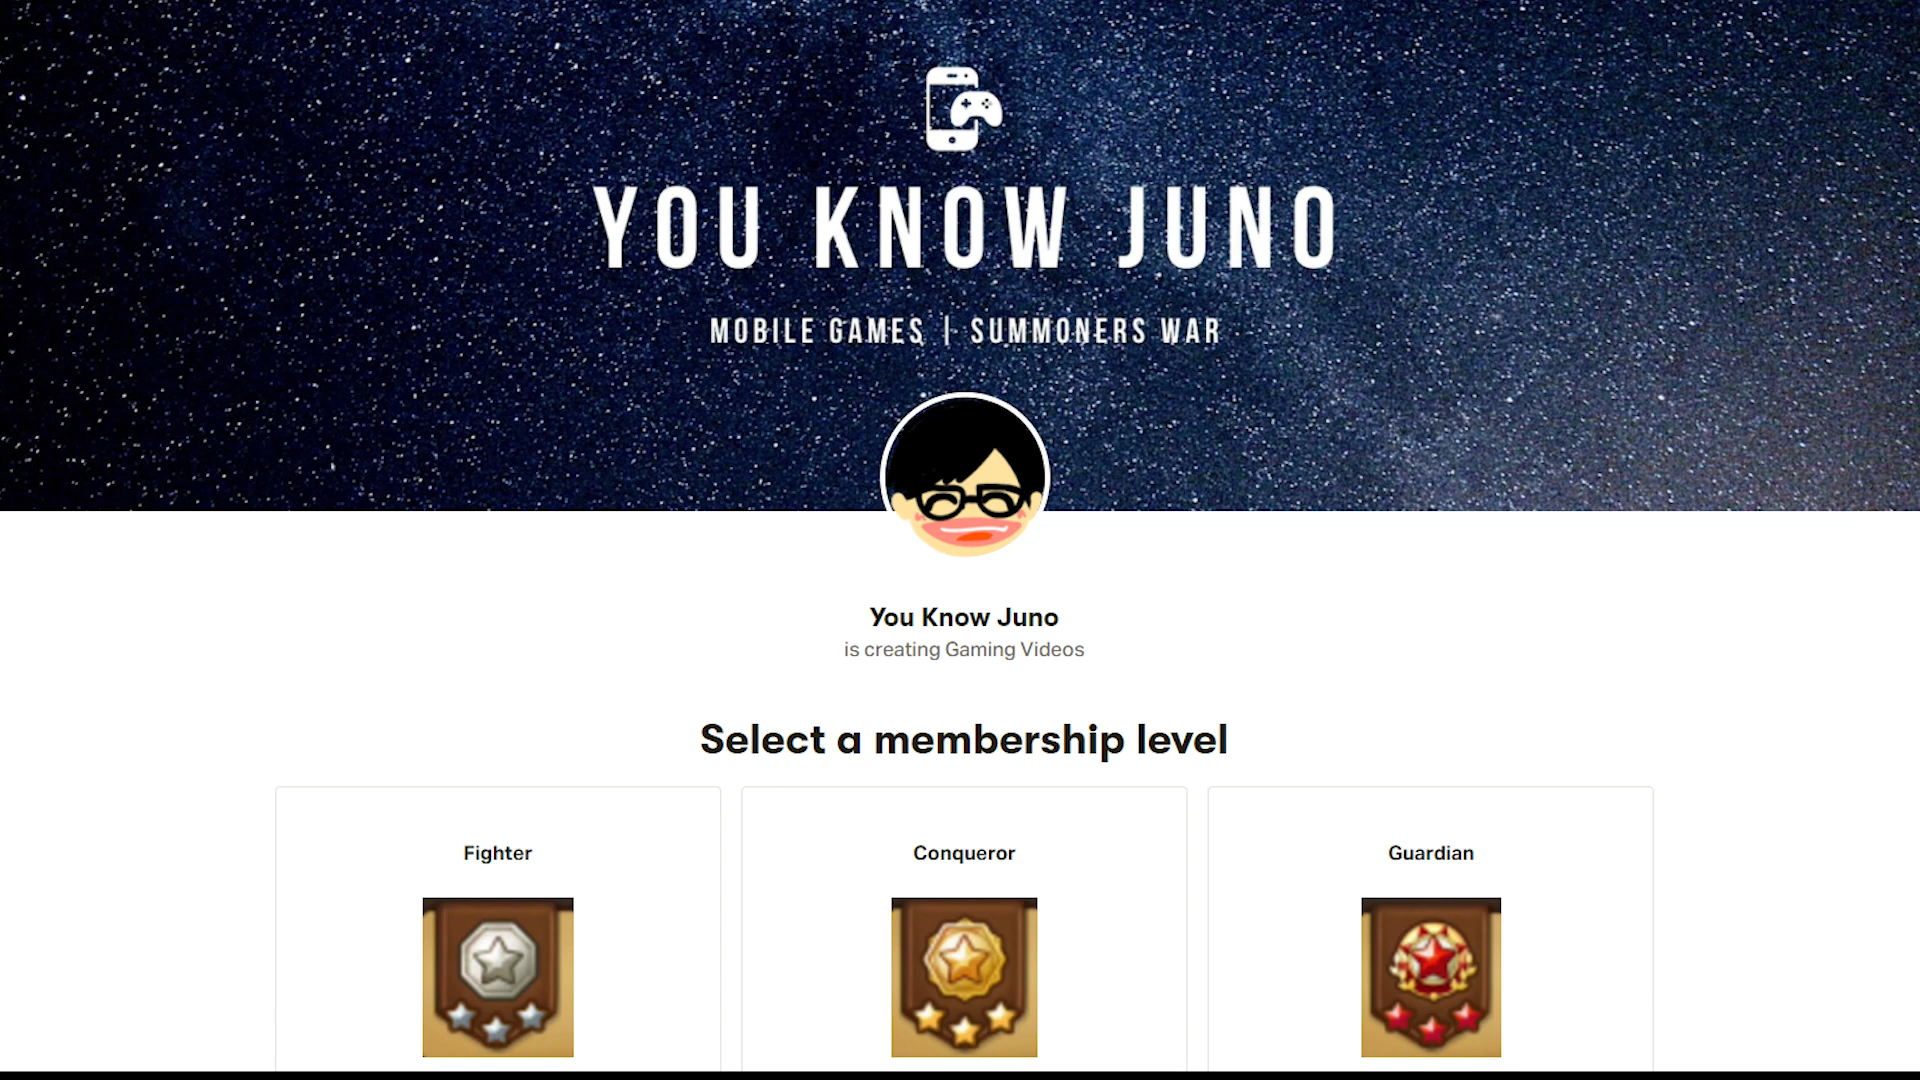 YOU KNOW JUNO
MOBILE GAMES | SUMMONERS WAR
You Know Juno
is creating Gaming Videos
Select a membership level
Fighter
Conqueror
Guardian